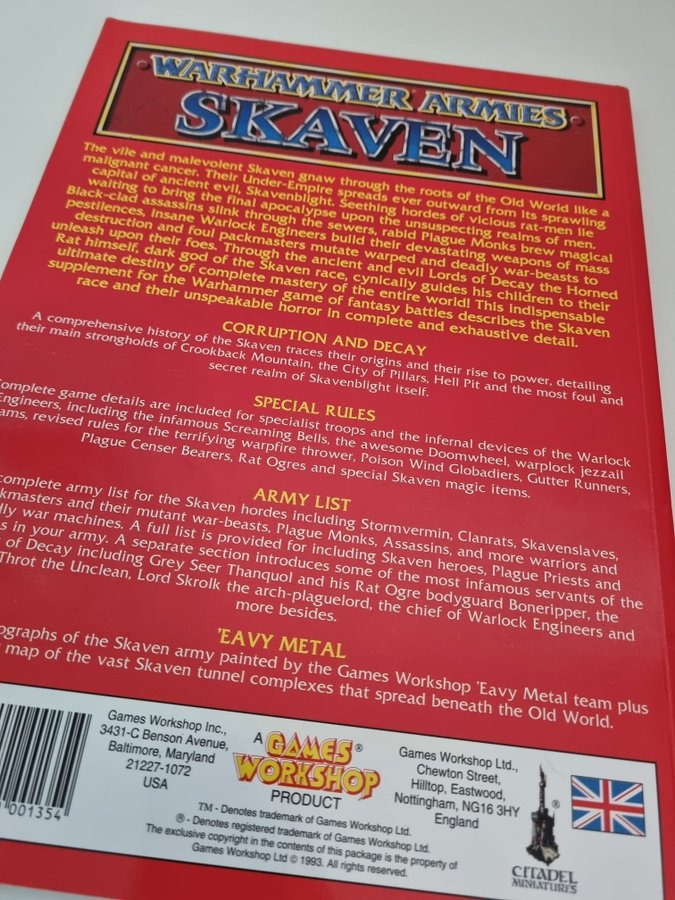 WARHAMMER ARMIES
SKAVEN
The vile and malevolent Skaven gnaw through the roots of the Old World like a
malignant cancer. Their Under-Empire spreads ever outward from its sprawling
capital of ancient evil, Skavenblight. Seething hordes of vicious rat-men lie
waiting to bring the final apocalypse upon the unsuspecting realms of men.
Black-clad assassins slink through the sewers, rabid Plague Monks brew magical
pestilences, insane Warlock Engineers build their devastating weapons of mass
destruction and foul packmasters mutate warped and deadly war-beasts to
unleash upon their foes. Through the ancient and evil Lords of Decay the Horned
Rat himself, dark god of the Skaven race, cynically guides his children to their
ultimate destiny of complete mastery of the entire world! This indispensable
supplement for the Warhammer game of fantasy battles describes the Skaven
race and their unspeakable horror in complete and exhaustive detail.
CORRUPTION AND DECAY
A comprehensive history of the Skaven traces their origins and their rise to power, detailing
their main strongholds of Crookback Mountain, the City of Pillars, Hell Pit and the most foul and
secret realm of Skavenblight itself.
SPECIAL RULES
omplete game details are included for specialist troops and the infernal devices of the Warlock
Engineers, including the infamous Screaming Bells, the awesome Doomwheel, warplock jezzail
ams, revised rules for the terrifying warpfire thrower, Poison Wind Globadiers, Gutter Runners,
Plague Censer Bearers, Rat Ogres and special Skaven magic items.
ARMY LIST
complete army list for the Skaven hordes including Stormvermin, Clanrats, Skavenslaves,
kmasters and their mutant war-beasts, Plague Monks, Assassins, and more warriors and
ly war machines. A full list is provided for including Skaven heroes, Plague Priests and
s in your army. A separate section introduces some of the most infamous servants of the
of Decay including Grey Seer Thanquol and his Rat Ogre bodyguard Boneripper, the
Throt the Unclean, Lord Skrolk the arch-plaguelord, the chief of Warlock Engineers and
more besides.
'EAVY METAL
ographs of the Skaven army painted by the Games Workshop 'Eavy Metal team plus
map of the vast Skaven tunnel complexes that spread beneath the Old World.
Games Workshop Inc.,
3431-C Benson Avenue,
Baltimore, Maryland
21227-1072
USA
A
GAMES ®
WORKSHOP
PRODUCT
Games Workshop Ltd.,
Chewton Street,
Hilltop, Eastwood,
Nottingham, NG16 3HY
England
®
CITADEL
MINIATURES
001354
TM - Denotes trademark of Games Workshop Ltd.
® - Denotes registered trademark of Games Workshop Ltd.
The exclusive copyright in the contents of this package is the property of
Games Workshop Ltd © 1993. All rights reserved.